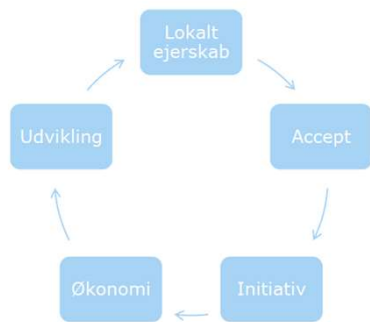 Lokalt
ejerskab
Accept
Initiativ
Økonomi
Udvikling